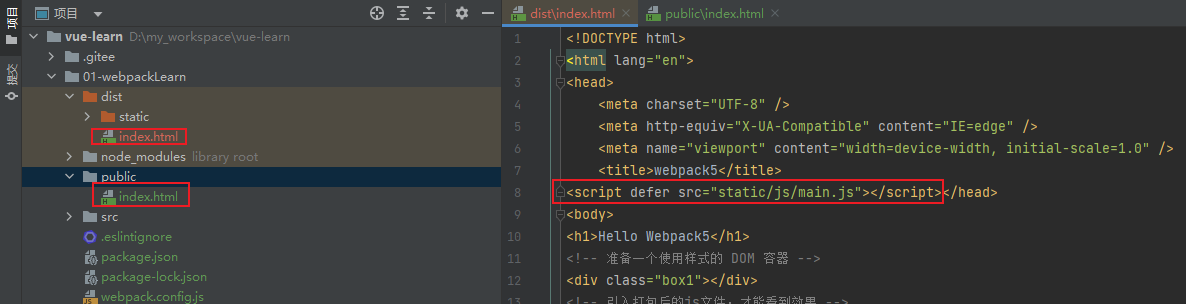 项目
提交
项目
vue-learn D:\my_workspace\vue-learn
.gitee
01-webpackLearn
dist
static
index.html
node_modules library root
public
index.html
src
.eslintignore
package.json
package-lock.json
webpack.config.js
dist\index.html
public\index.html
1 <!DOCTYPE html>
2 <html lang="en">
3 <head>
4 <meta charset="UTF-8" />
5 <meta http-equiv="X-UA-Compatible" content="IE=edge" />
6 <meta name="viewport" content="width=device-width, initial-scale=1.0" />
7 <title>webpack5</title>
8 <script defer src="static/js/main.js"></script></head>
9 <body>
10 <h1>Hello Webpack5</h1>
11 <!-- 准备一个使用样式的 DOM 容器 -->
12 <div class="box1"></div>
13 <!-- 引入打包后的js文件，才能看到效果 -->